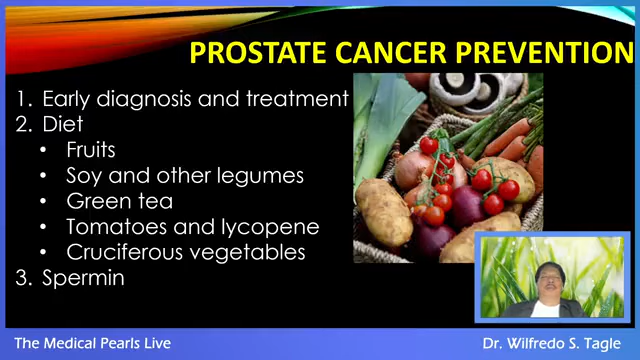 PROSTATE CANCER PREVENTION
1. Early diagnosis and treatment
2. Diet
• Fruits
• Soy and other legumes
• Green tea
• Tomatoes and lycopene
• Cruciferous vegetables
3. Spermin
The Medical Pearls Live
Dr. Wilfredo S. Tagle